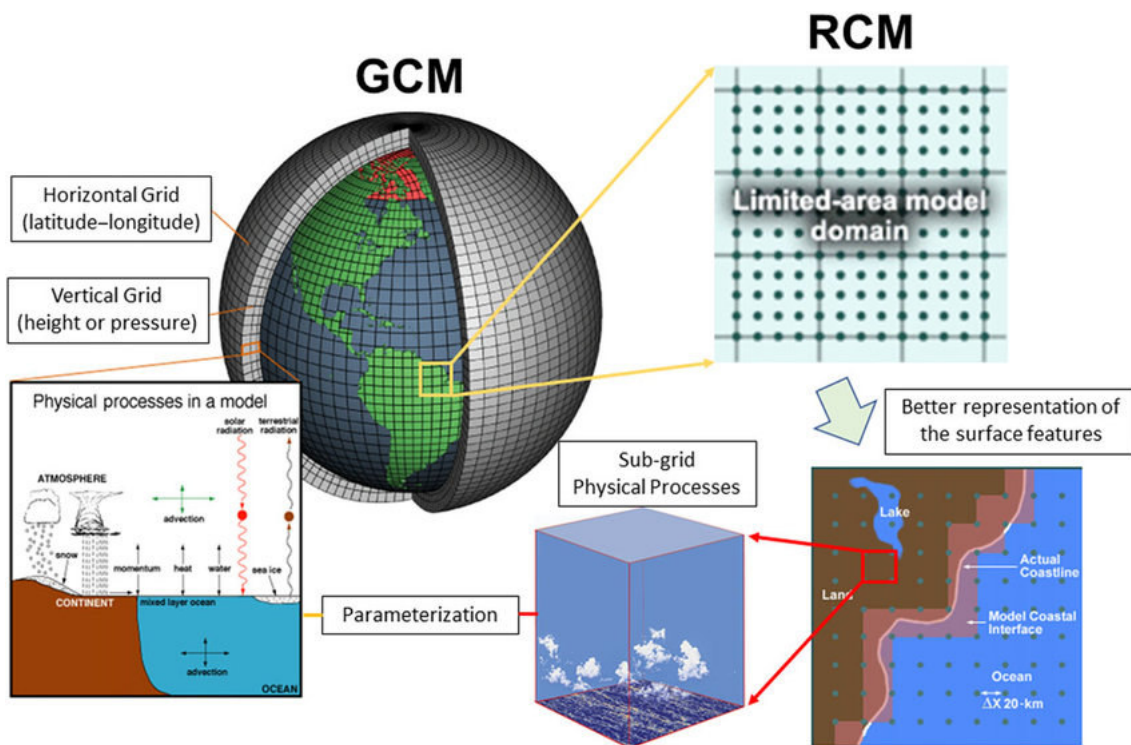 GCM
RCM
Horizontal Grid
(latitude–longitude)
Vertical Grid
(height or pressure)
Limited-area model
domain
Physical processes in a model
solar
radiation
terrestrial
radiation
ATMOSPHERE
advection
snow
momentum
heat
water
sea ice
CONTINENT
mixed layer ocean
advection
OCEAN
Parameterization
Sub-grid
Physical Processes
Better representation of
the surface features
Lake
Land
Actual
Coastline
Model Coastal
Interface
Ocean
ΔX 20-km